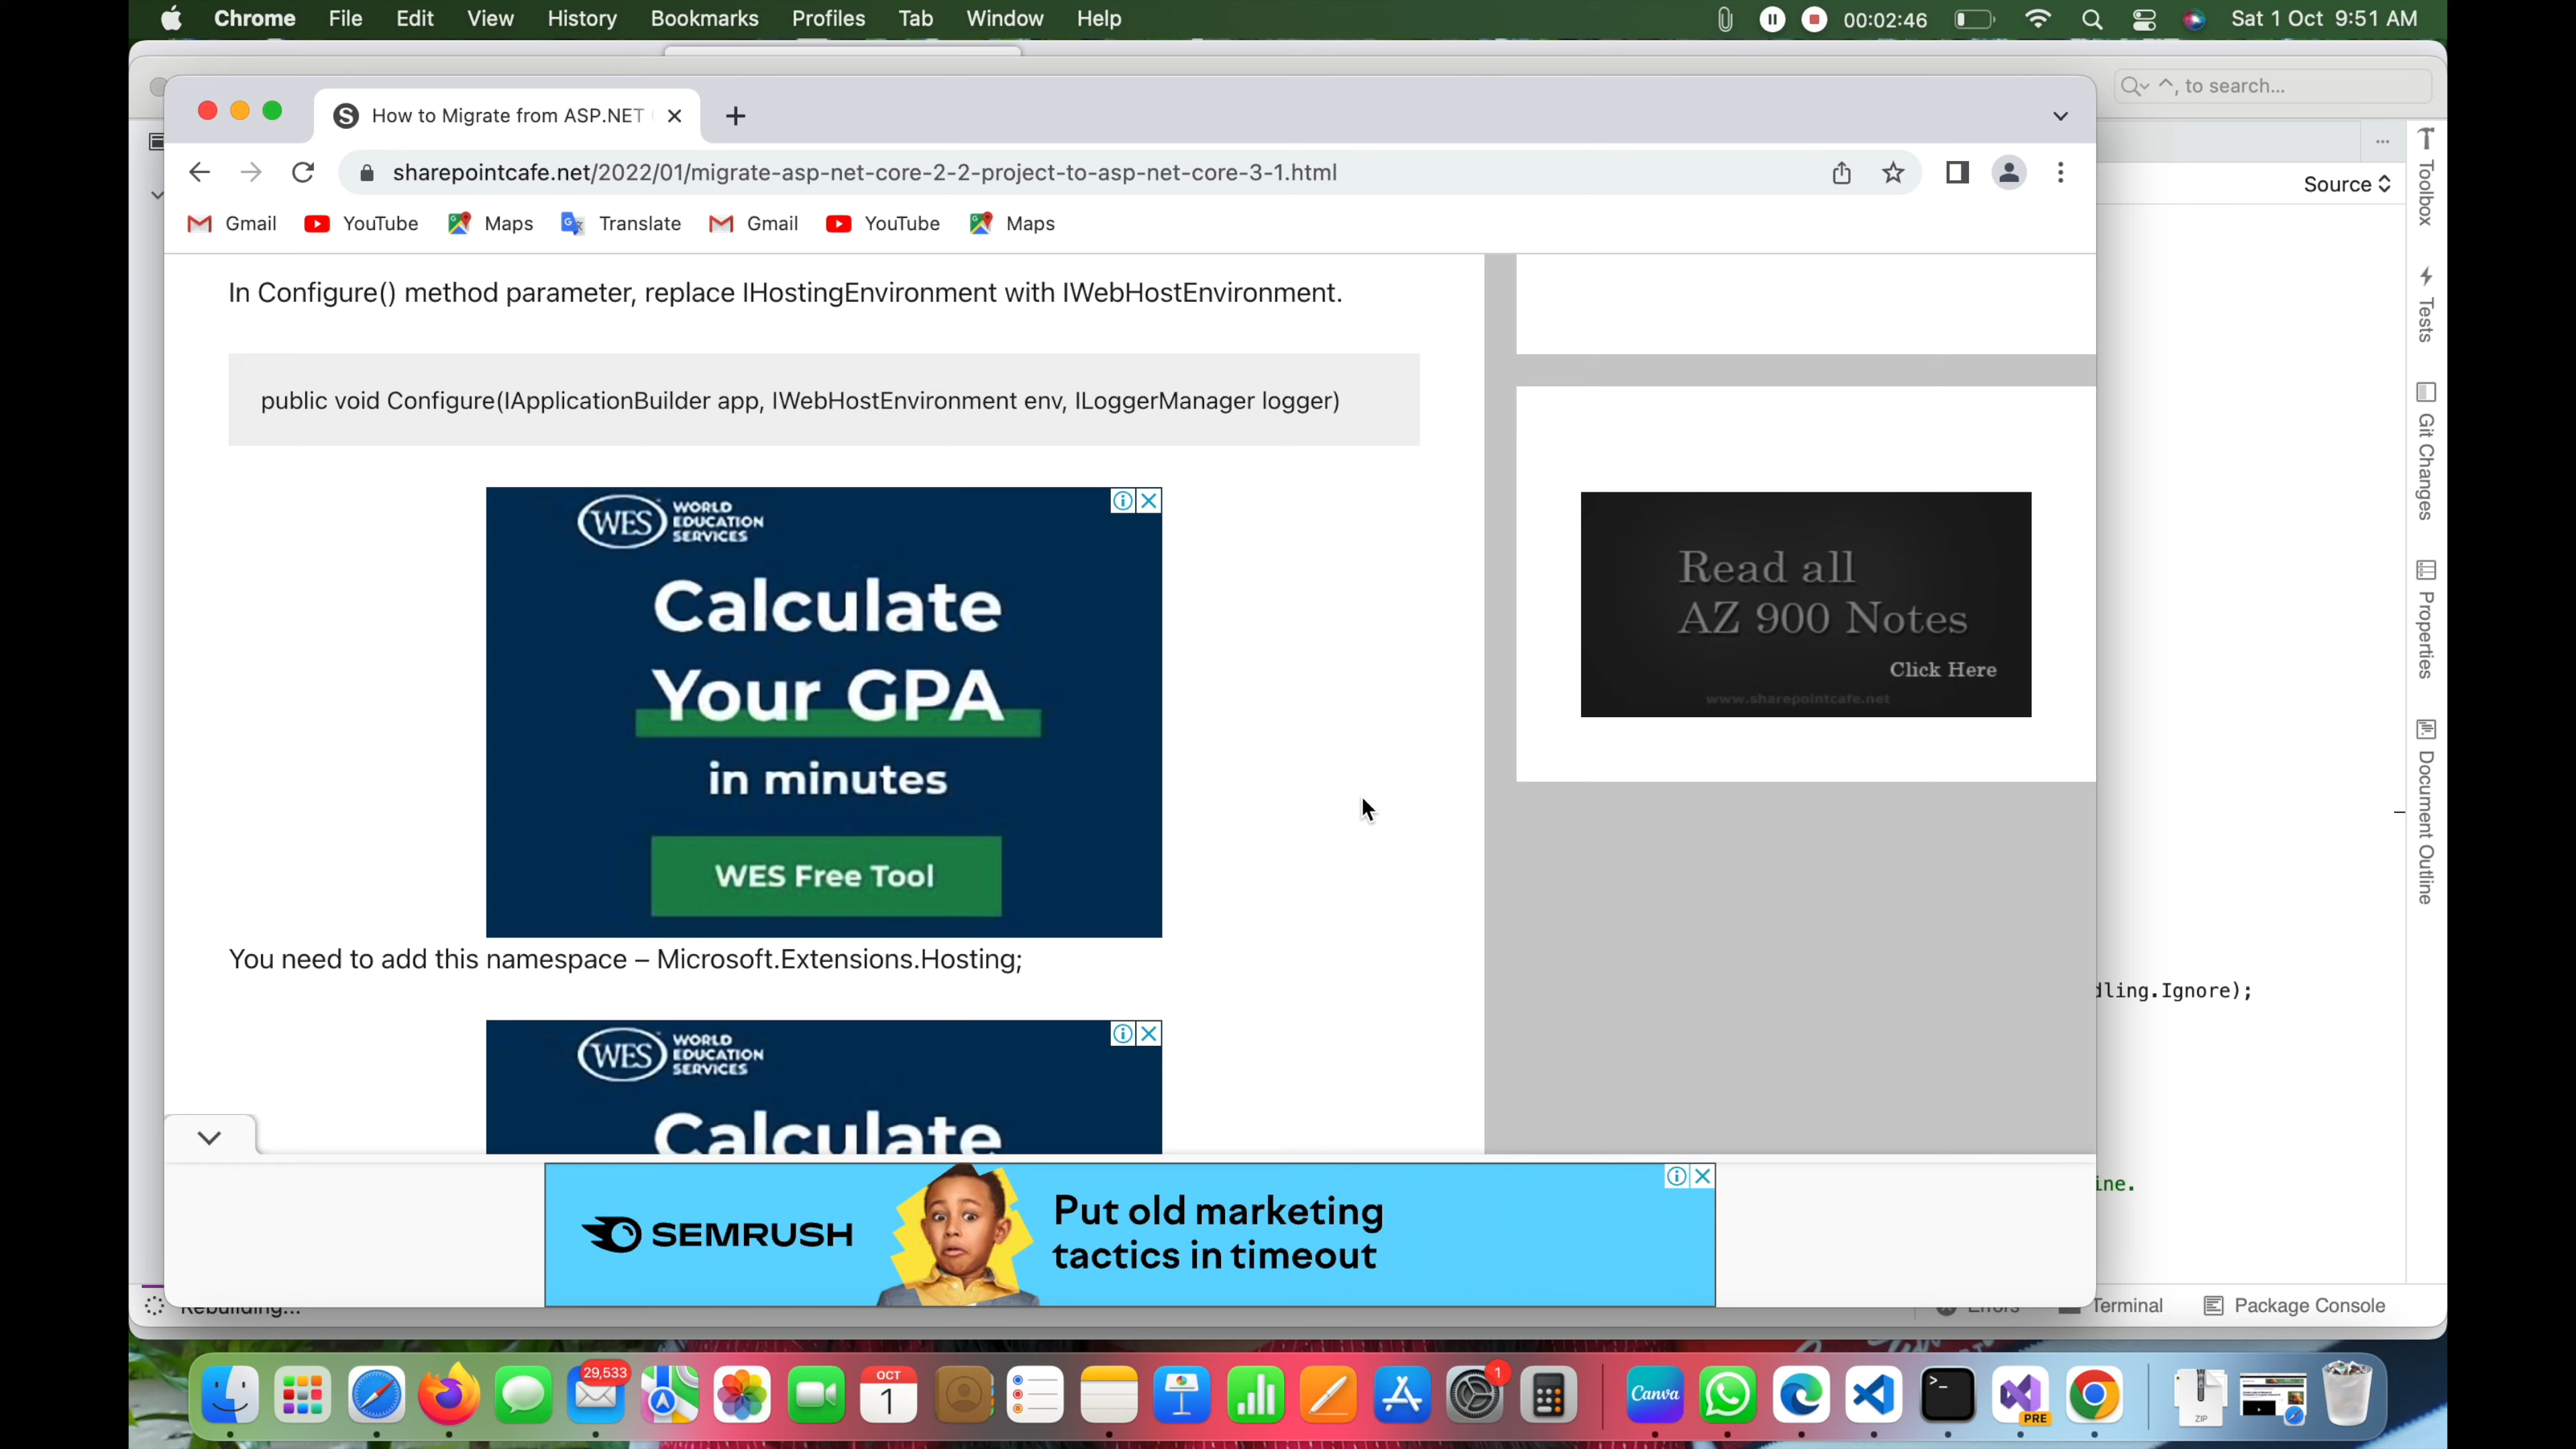 Chrome File Edit View History Bookmarks Profiles Tab Window Help 00:02:46 Sat 1 Oct 9:51 AM
^, to search...
How to Migrate from ASP.NET
sharepointcafe.net/2022/01/migrate-asp-net-core-2-2-project-to-asp-net-core-3-1.html
Source
Gmail YouTube Maps Translate Gmail YouTube Maps
Toolbox
Tests
Git Changes
Properties
Document Outline
In Configure() method parameter, replace IHostingEnvironment with IWebHostEnvironment.
public void Configure(IApplicationBuilder app, IWebHostEnvironment env, ILoggerManager logger)
WES WORLD
EDUCATION
SERVICES
Calculate
Your GPA
in minutes
WES Free Tool
Read all
AZ 900 Notes
Click Here
www.sharepointcafe.net
You need to add this namespace – Microsoft.Extensions.Hosting;
dling.Ignore);
WES WORLD
EDUCATION
SERVICES
Calculate
ine.
SEMRUSH
Put old marketing
tactics in timeout
Rebuilding...
Errors Terminal Package Console
29,533
OCT
1
1
Canva
PRE
ZIP